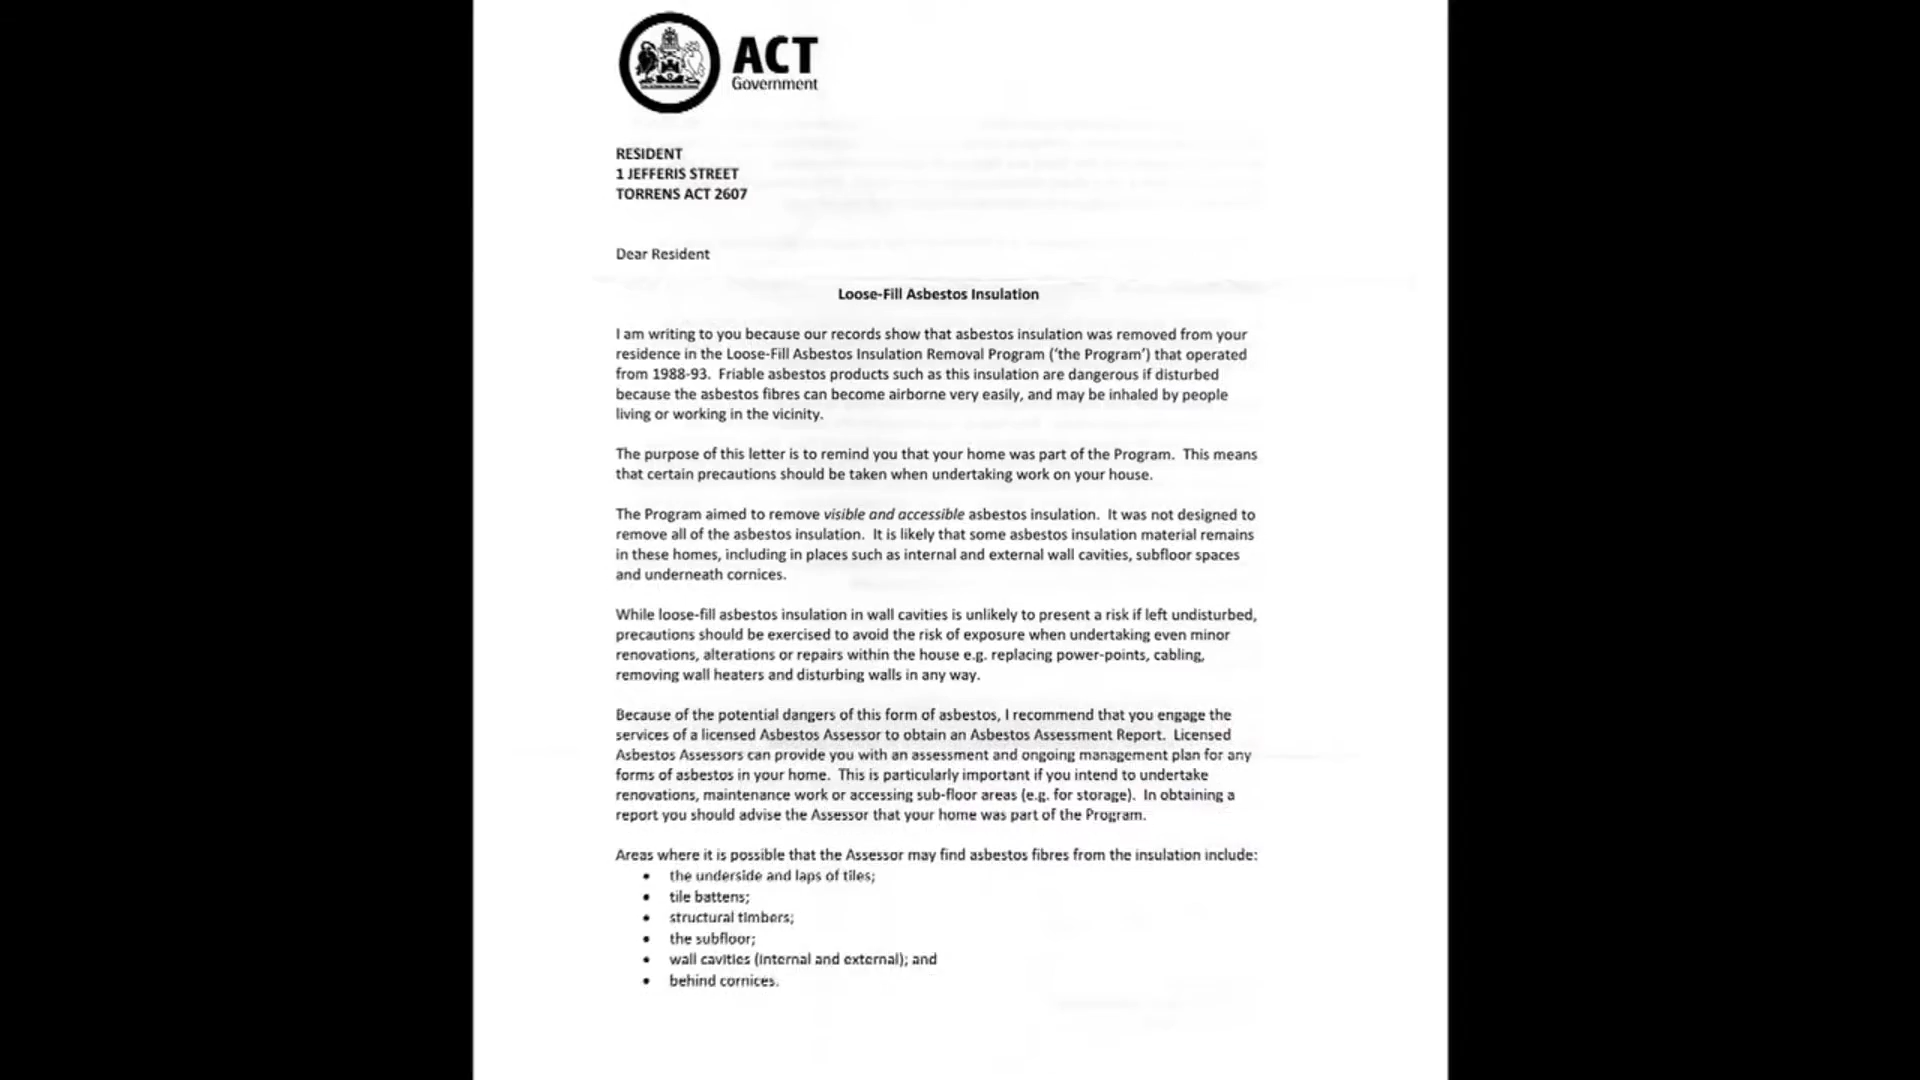 ACT
Government
RESIDENT
1 JEFFERIS STREET
TORRENS ACT 2607
Dear Resident
Loose-Fill Asbestos Insulation
I am writing to you because our records show that asbestos insulation was removed from your
residence in the Loose-Fill Asbestos Insulation Removal Program (‘the Program’) that operated
from 1988-93. Friable asbestos products such as this insulation are dangerous if disturbed
because the asbestos fibres can become airborne very easily, and may be inhaled by people
living or working in the vicinity.
The purpose of this letter is to remind you that your home was part of the Program. This means
that certain precautions should be taken when undertaking work on your house.
The Program aimed to remove visible and accessible asbestos insulation. It was not designed to
remove all of the asbestos insulation. It is likely that some asbestos insulation material remains
in these homes, including in places such as internal and external wall cavities, subfloor spaces
and underneath cornices.
While loose-fill asbestos insulation in wall cavities is unlikely to present a risk if left undisturbed,
precautions should be exercised to avoid the risk of exposure when undertaking even minor
renovations, alterations or repairs within the house e.g. replacing power-points, cabling,
removing wall heaters and disturbing walls in any way.
Because of the potential dangers of this form of asbestos, I recommend that you engage the
services of a licensed Asbestos Assessor to obtain an Asbestos Assessment Report. Licensed
Asbestos Assessors can provide you with an assessment and ongoing management plan for any
forms of asbestos in your home. This is particularly important if you intend to undertake
renovations, maintenance work or accessing sub-floor areas (e.g. for storage). In obtaining a
report you should advise the Assessor that your home was part of the Program.
Areas where it is possible that the Assessor may find asbestos fibres from the insulation include:
• the underside and laps of tiles;
• tile battens;
• structural timbers;
• the subfloor;
• wall cavities (internal and external); and
• behind cornices.